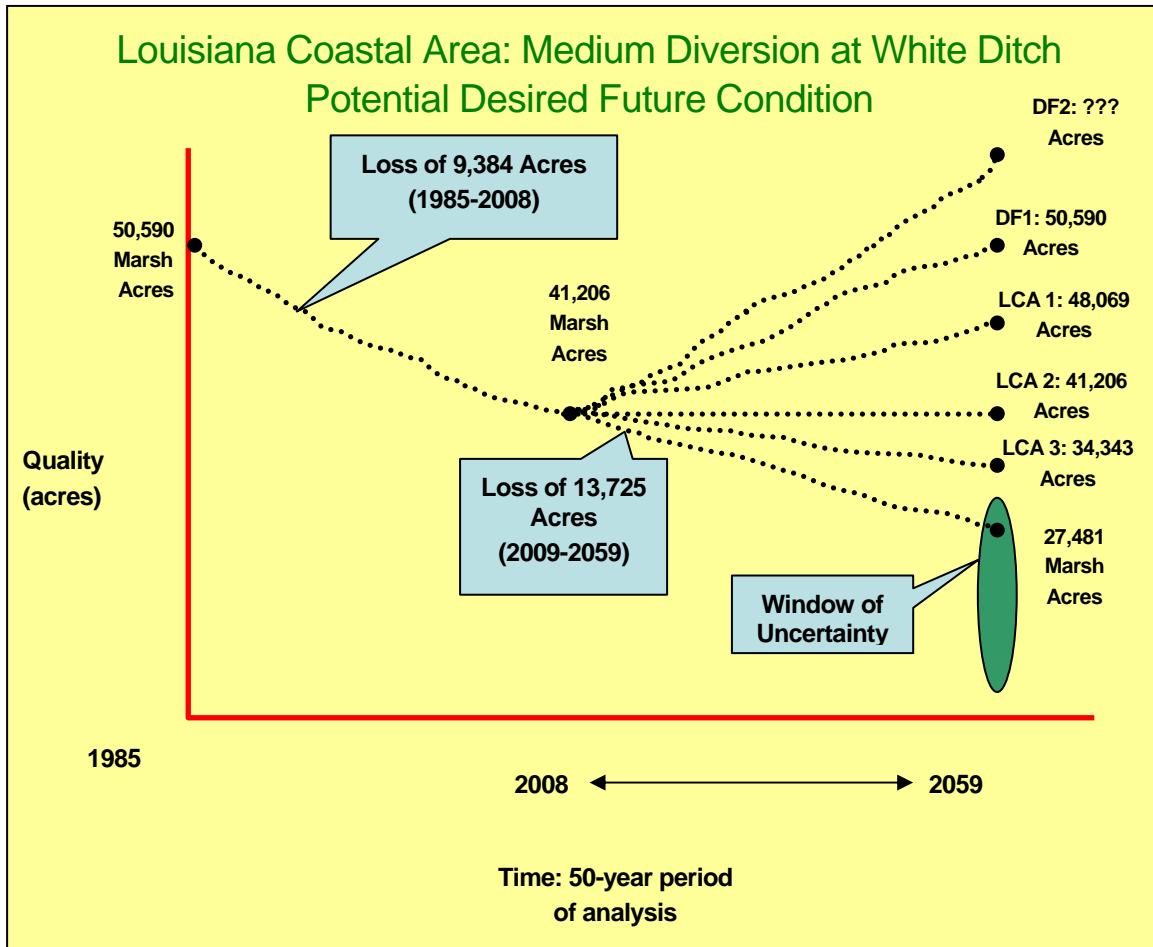 Louisiana Coastal Area: Medium Diversion at White Ditch
Potential Desired Future Condition
DF2: ???
Acres
Loss of 9,384 Acres
(1985-2008)
50,590
Marsh
Acres
DF1: 50,590
Acres
41,206
Marsh
Acres
LCA 1: 48,069
Acres
LCA 2: 41,206
Acres
LCA 3: 34,343
Acres
Quality
(acres)
Loss of 13,725
Acres
(2009-2059)
27,481
Marsh
Acres
Window of
Uncertainty
1985
2008
2059
Time: 50-year period
of analysis